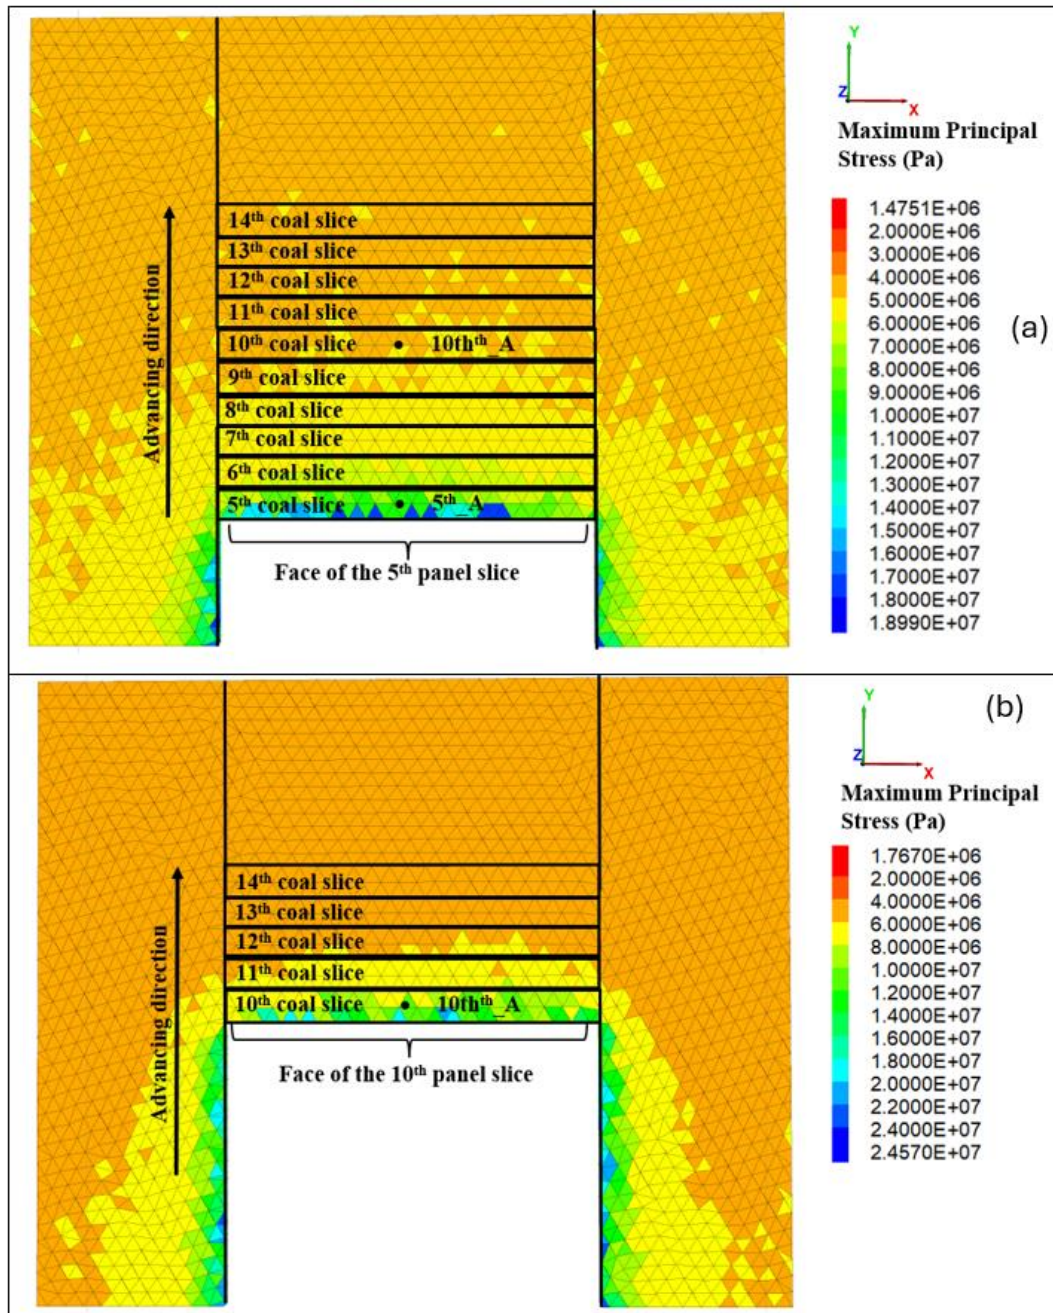 (a)
Y
Z
X
Maximum Principal
Stress (Pa)
1.4751E+06
2.0000E+06
3.0000E+06
4.0000E+06
5.0000E+06
6.0000E+06
7.0000E+06
8.0000E+06
9.0000E+06
1.0000E+07
1.1000E+07
1.2000E+07
1.3000E+07
1.4000E+07
1.5000E+07
1.6000E+07
1.7000E+07
1.8000E+07
1.8990E+07
Advancing direction
14th coal slice
13th coal slice
12th coal slice
11th coal slice
10th coal slice 10thth_A
9th coal slice
8th coal slice
7th coal slice
6th coal slice
5th coal slice 5th_A
Face of the 5th panel slice
(b)
Y
Z
X
Maximum Principal
Stress (Pa)
1.7670E+06
2.0000E+06
4.0000E+06
6.0000E+06
8.0000E+06
1.0000E+07
1.2000E+07
1.4000E+07
1.6000E+07
1.8000E+07
2.0000E+07
2.2000E+07
2.4000E+07
2.4570E+07
Advancing direction
14th coal slice
13th coal slice
12th coal slice
11th coal slice
10th coal slice 10thth_A
Face of the 10th panel slice